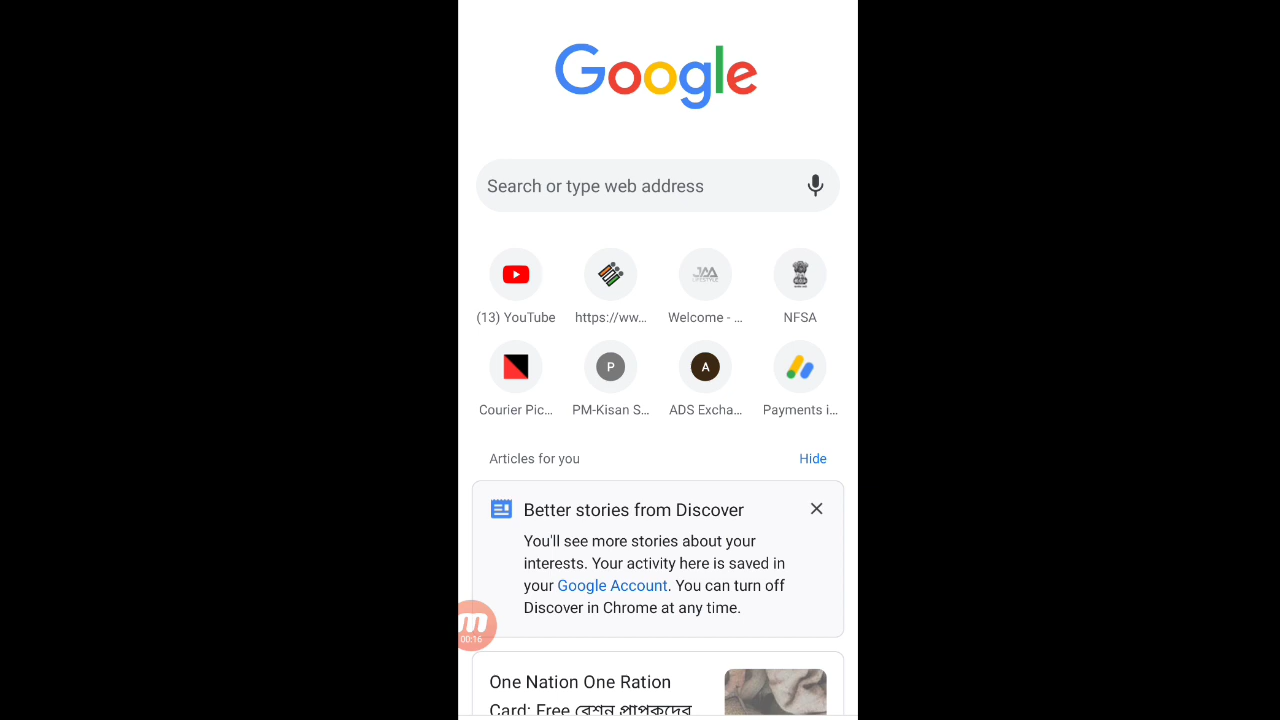 Google
Search or type web address
JAA
LIFESTYLE
(13) YouTube
https://ww...
Welcome - ...
NFSA
P
A
Courier Pic...
PM-Kisan S...
ADS Excha...
Payments i...
Articles for you
Hide
Better stories from Discover
You'll see more stories about your
interests. Your activity here is saved in
your Google Account. You can turn off
Discover in Chrome at any time.
00:16
One Nation One Ration
Card: Free রেশন প্রাপকদের